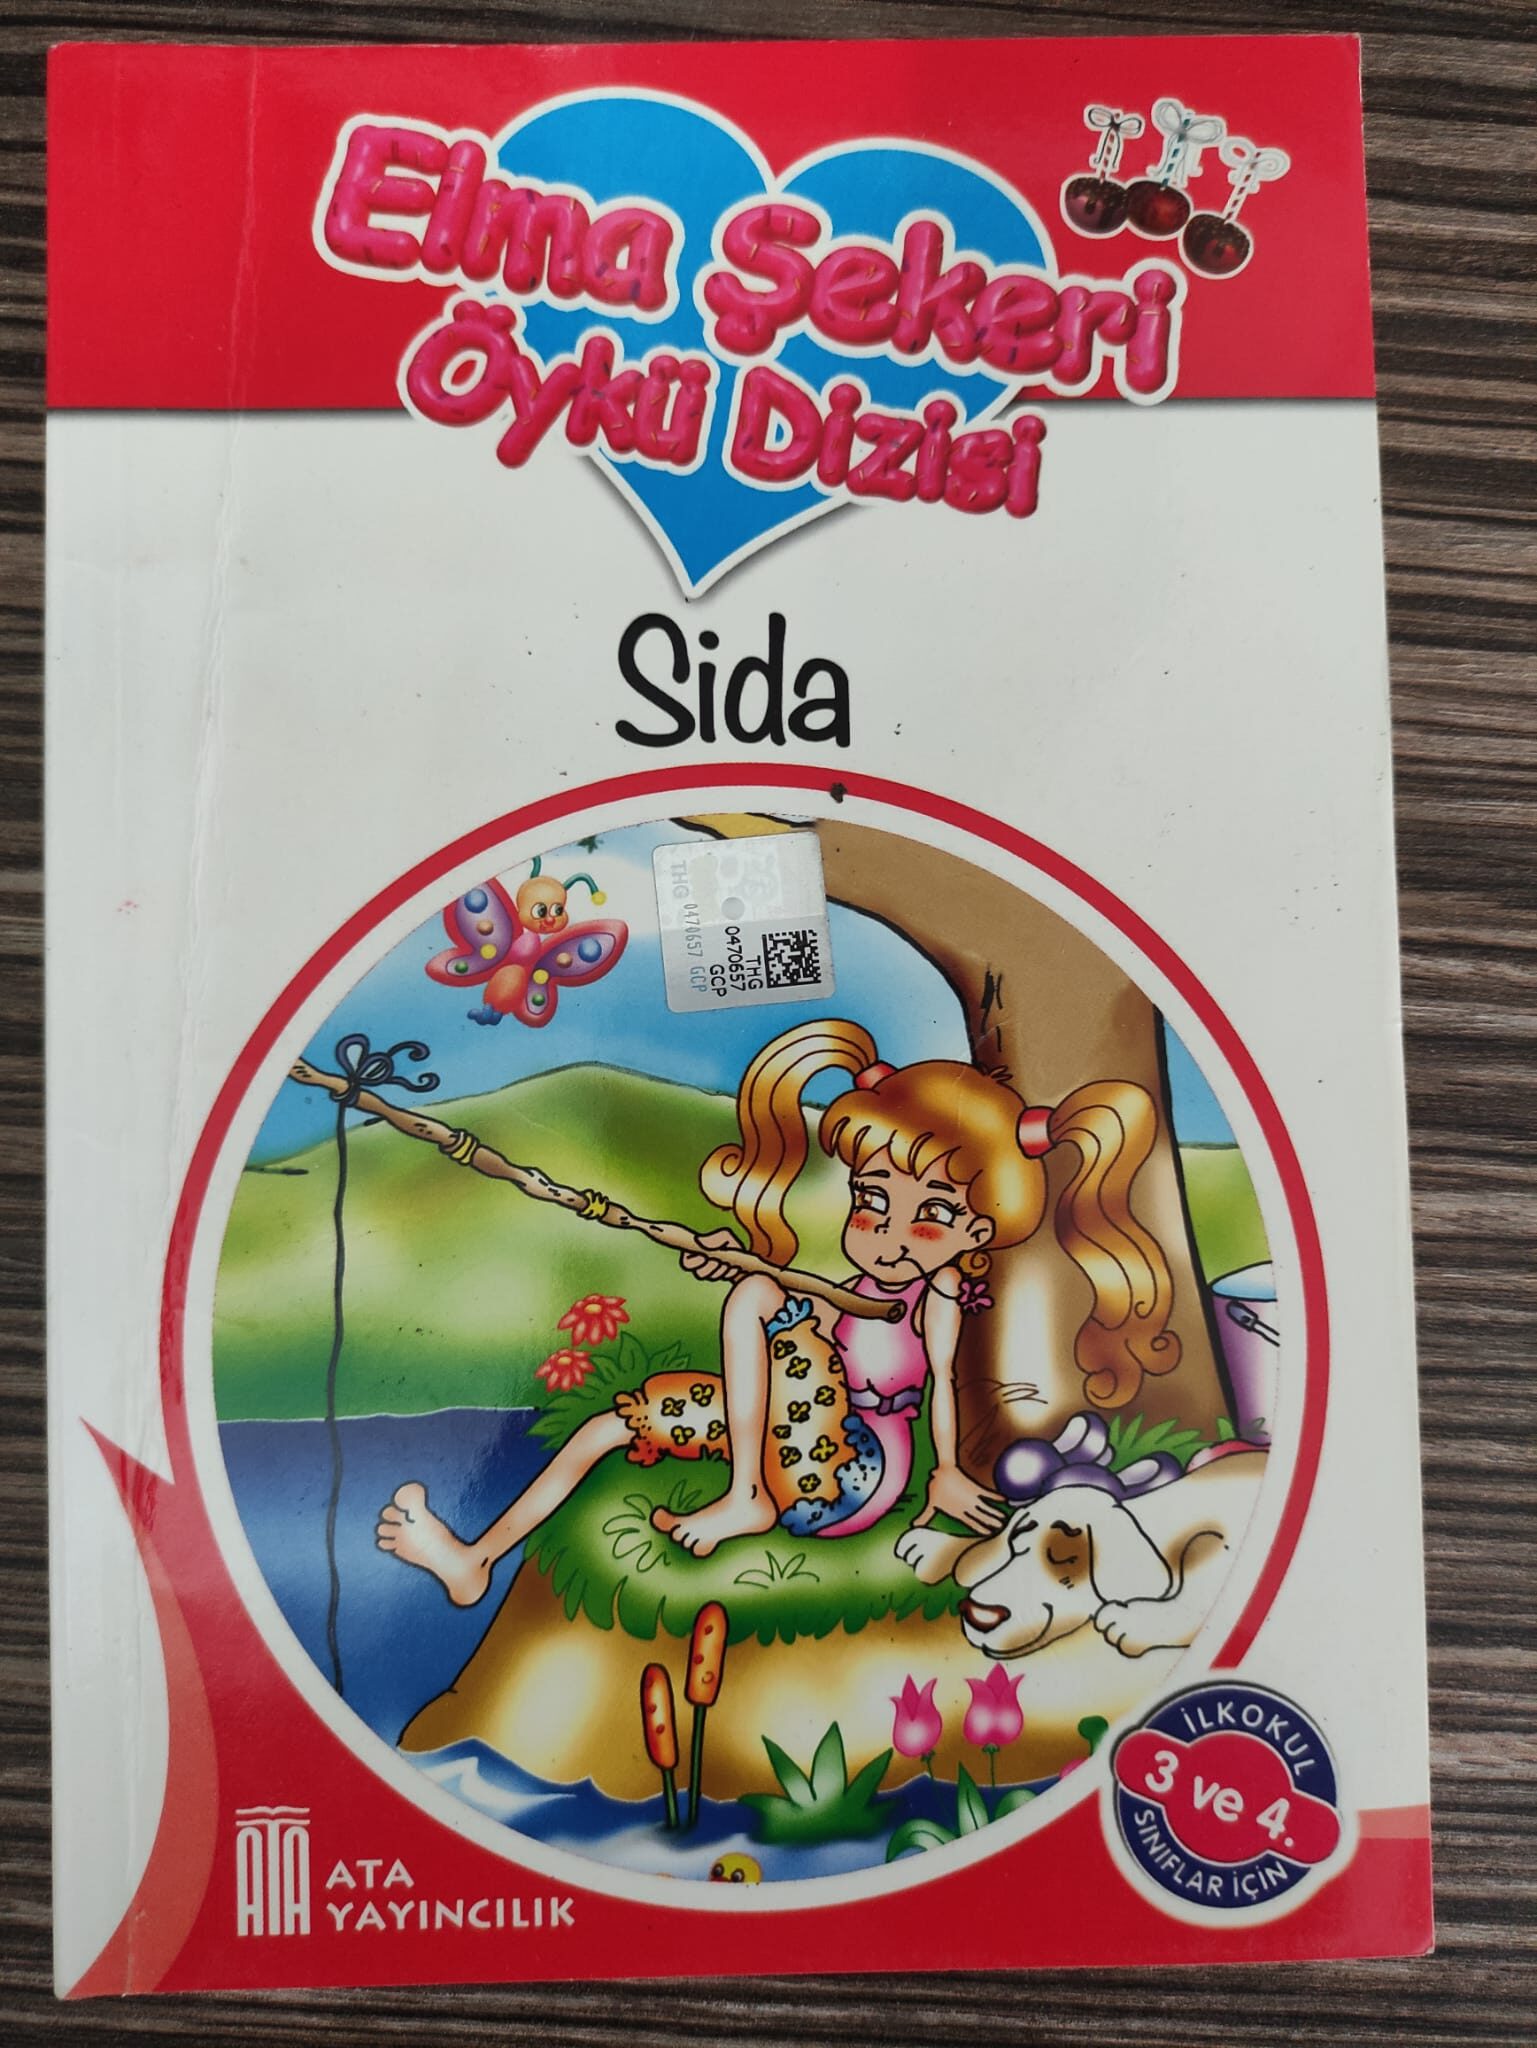 Elma Şekeri
Öykü Dizisi
Sida
THG 0470657 GCP
0470657
THG
GCP
İLKOKUL
3 ve 4.
SINIFLAR İÇİN
ATA
ATA
YAYINCILIK